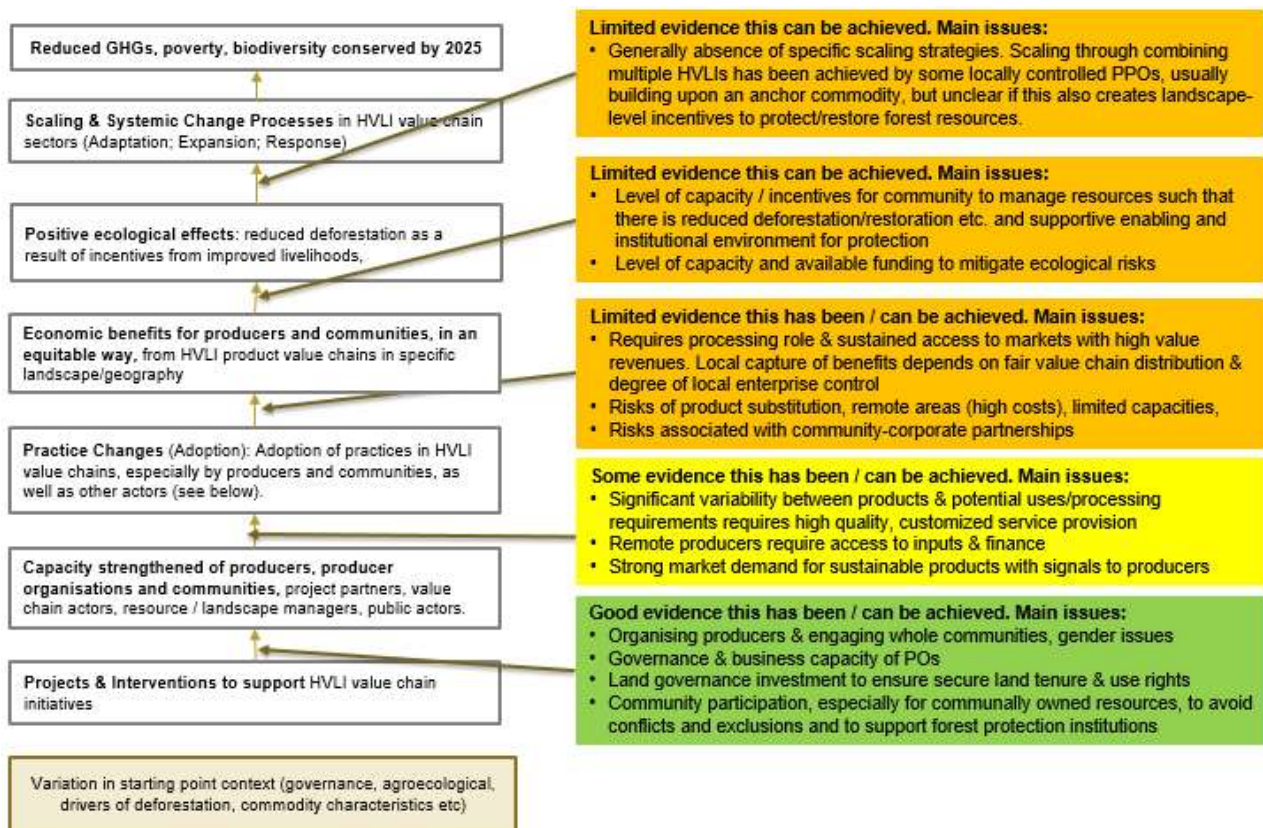 Reduced GHGs, poverty, biodiversity conserved by 2025
Scaling & Systemic Change Processes in HVLI value chain
sectors (Adaptation; Expansion; Response)
Positive ecological effects: reduced deforestation as a
result of incentives from improved livelihoods,
Economic benefits for producers and communities, in an
equitable way, from HVLI product value chains in specific
landscape/geography
Practice Changes (Adoption): Adoption of practices in HVLI
value chains, especially by producers and communities, as
well as other actors (see below).
Capacity strengthened of producers, producer
organisations and communities, project partners, value
chain actors, resource / landscape managers, public actors.
Projects & Interventions to support HVLI value chain
initiatives
Variation in starting point context (governance, agroecological,
drivers of deforestation, commodity characteristics etc)
Limited evidence this can be achieved. Main issues:
• Generally absence of specific scaling strategies. Scaling through combining
multiple HVLIs has been achieved by some locally controlled PPOs, usually
building upon an anchor commodity, but unclear if this also creates landscape-
level incentives to protect/restore forest resources.
Limited evidence this can be achieved. Main issues:
• Level of capacity / incentives for community to manage resources such that
there is reduced deforestation/restoration etc. and supportive enabling and
institutional environment for protection
• Level of capacity and available funding to mitigate ecological risks
Limited evidence this has been / can be achieved. Main issues:
• Requires processing role & sustained access to markets with high value
revenues. Local capture of benefits depends on fair value chain distribution &
degree of local enterprise control
• Risks of product substitution, remote areas (high costs), limited capacities,
• Risks associated with community-corporate partnerships
Some evidence this has been / can be achieved. Main issues:
• Significant variability between products & potential uses/processing
requirements requires high quality, customized service provision
• Remote producers require access to inputs & finance
• Strong market demand for sustainable products with signals to producers
Good evidence this has been / can be achieved. Main issues:
• Organising producers & engaging whole communities, gender issues
• Governance & business capacity of POs
• Land governance investment to ensure secure land tenure & use rights
• Community participation, especially for communally owned resources, to avoid
conflicts and exclusions and to support forest protection institutions